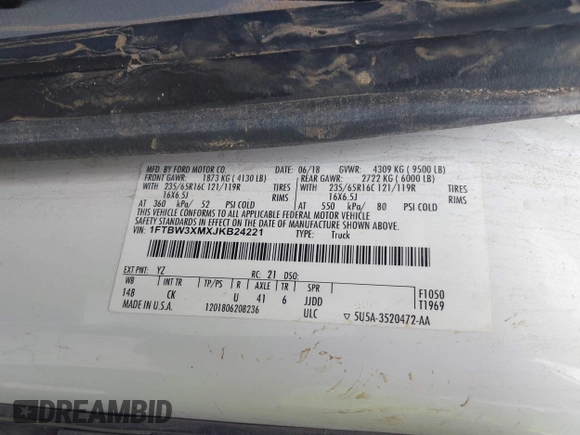 MFD. BY FORD MOTOR CO. DATE: 06/18 GVWR: 4309 KG ( 9500 LB)
FRONT GAWR: 1873 KG ( 4130 LB) REAR GAWR: 2722 KG ( 6000 LB)
WITH 235/65R16C 121/119R TIRES WITH 235/65R16C 121/119R TIRES
16X6.5J RIMS 16X6.5J RIMS
AT 360 kPa/ 52 PSI COLD AT 550 kPa/ 80 PSI COLD
THIS VEHICLE CONFORMS TO ALL APPLICABLE FEDERAL MOTOR VEHICLE
SAFETY STANDARDS IN EFFECT ON THE DATE OF MANUFACTURE SHOWN ABOVE.
VIN: 1FTBW3XMXJKB24221 TYPE: Truck
EXT PNT: YZ RC: 21 DSO:
WB INT TR TP/PS R AXLE TR SPR F1050
148 CK U 41 6 JJDD T1969
MADE IN U.S.A. 1201806208236 ULC ▽ 5U5A-3520472-AA
DREAMBID